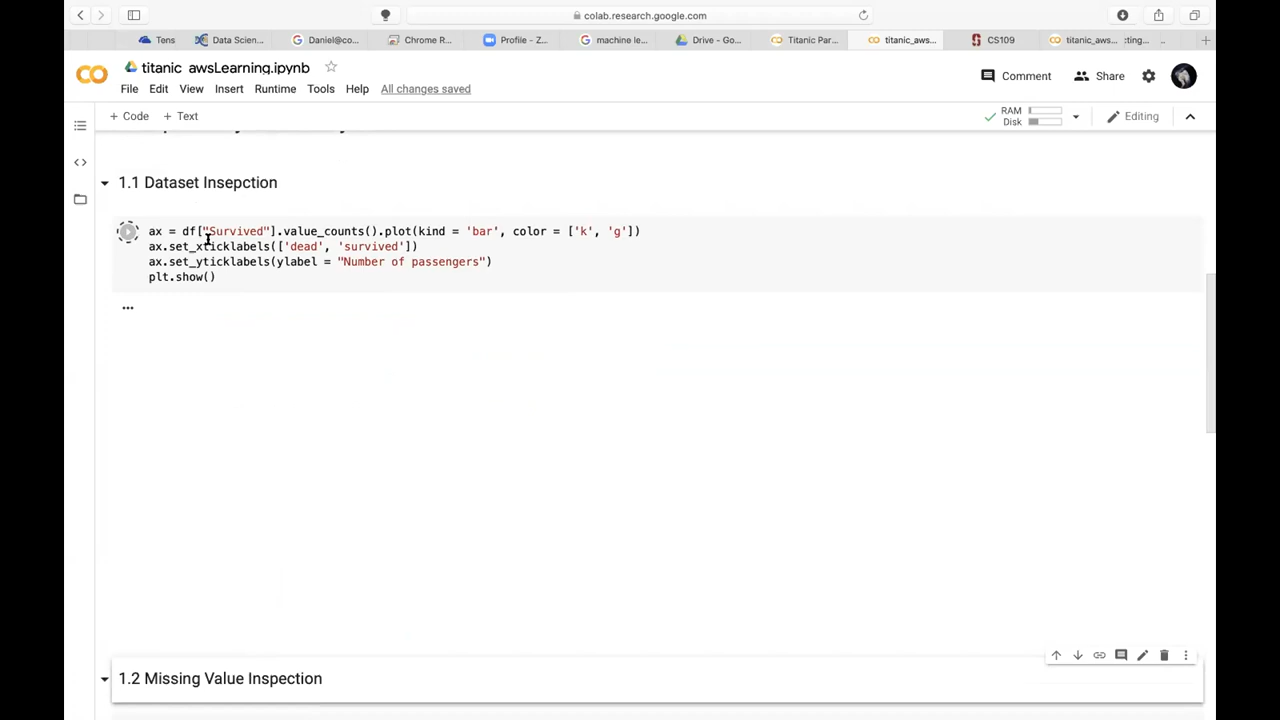 colab.research.google.com
Tens
Data Scien...
Daniel@co...
Chrome R...
Profile - Z...
machine le...
Drive - Go...
Titanic Par...
titanic_aws...
CS109
titanic_aws... :ting...
titanic_awsLearning.ipynb
File Edit View Insert Runtime Tools Help All changes saved
Comment
Share
+ Code + Text
RAM
Disk
Editing
1.1 Dataset Insepction
ax = df["Survived"].value_counts().plot(kind = 'bar', color = ['k', 'g'])
ax.set_xticklabels(['dead', 'survived'])
ax.set_yticklabels(ylabel = "Number of passengers")
plt.show()
1.2 Missing Value Inspection